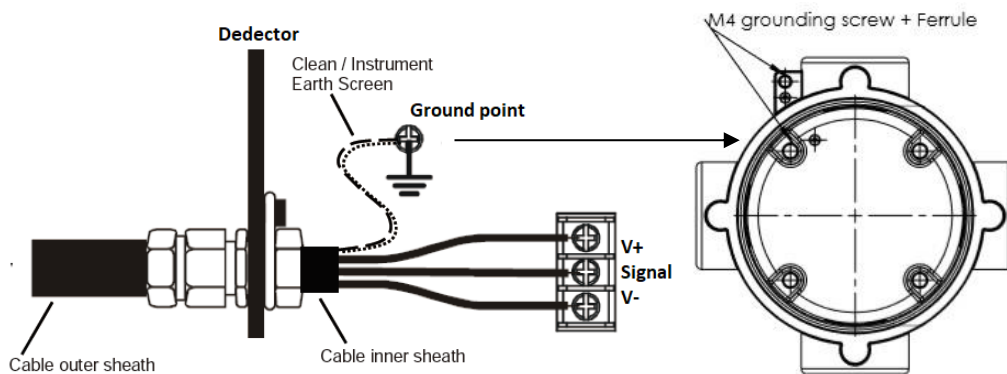 M4 grounding screw + Ferrule
Dedector
Clean / Instrument
Earth Screen
Ground point
V+
Signal
V-
Cable outer sheath
Cable inner sheath